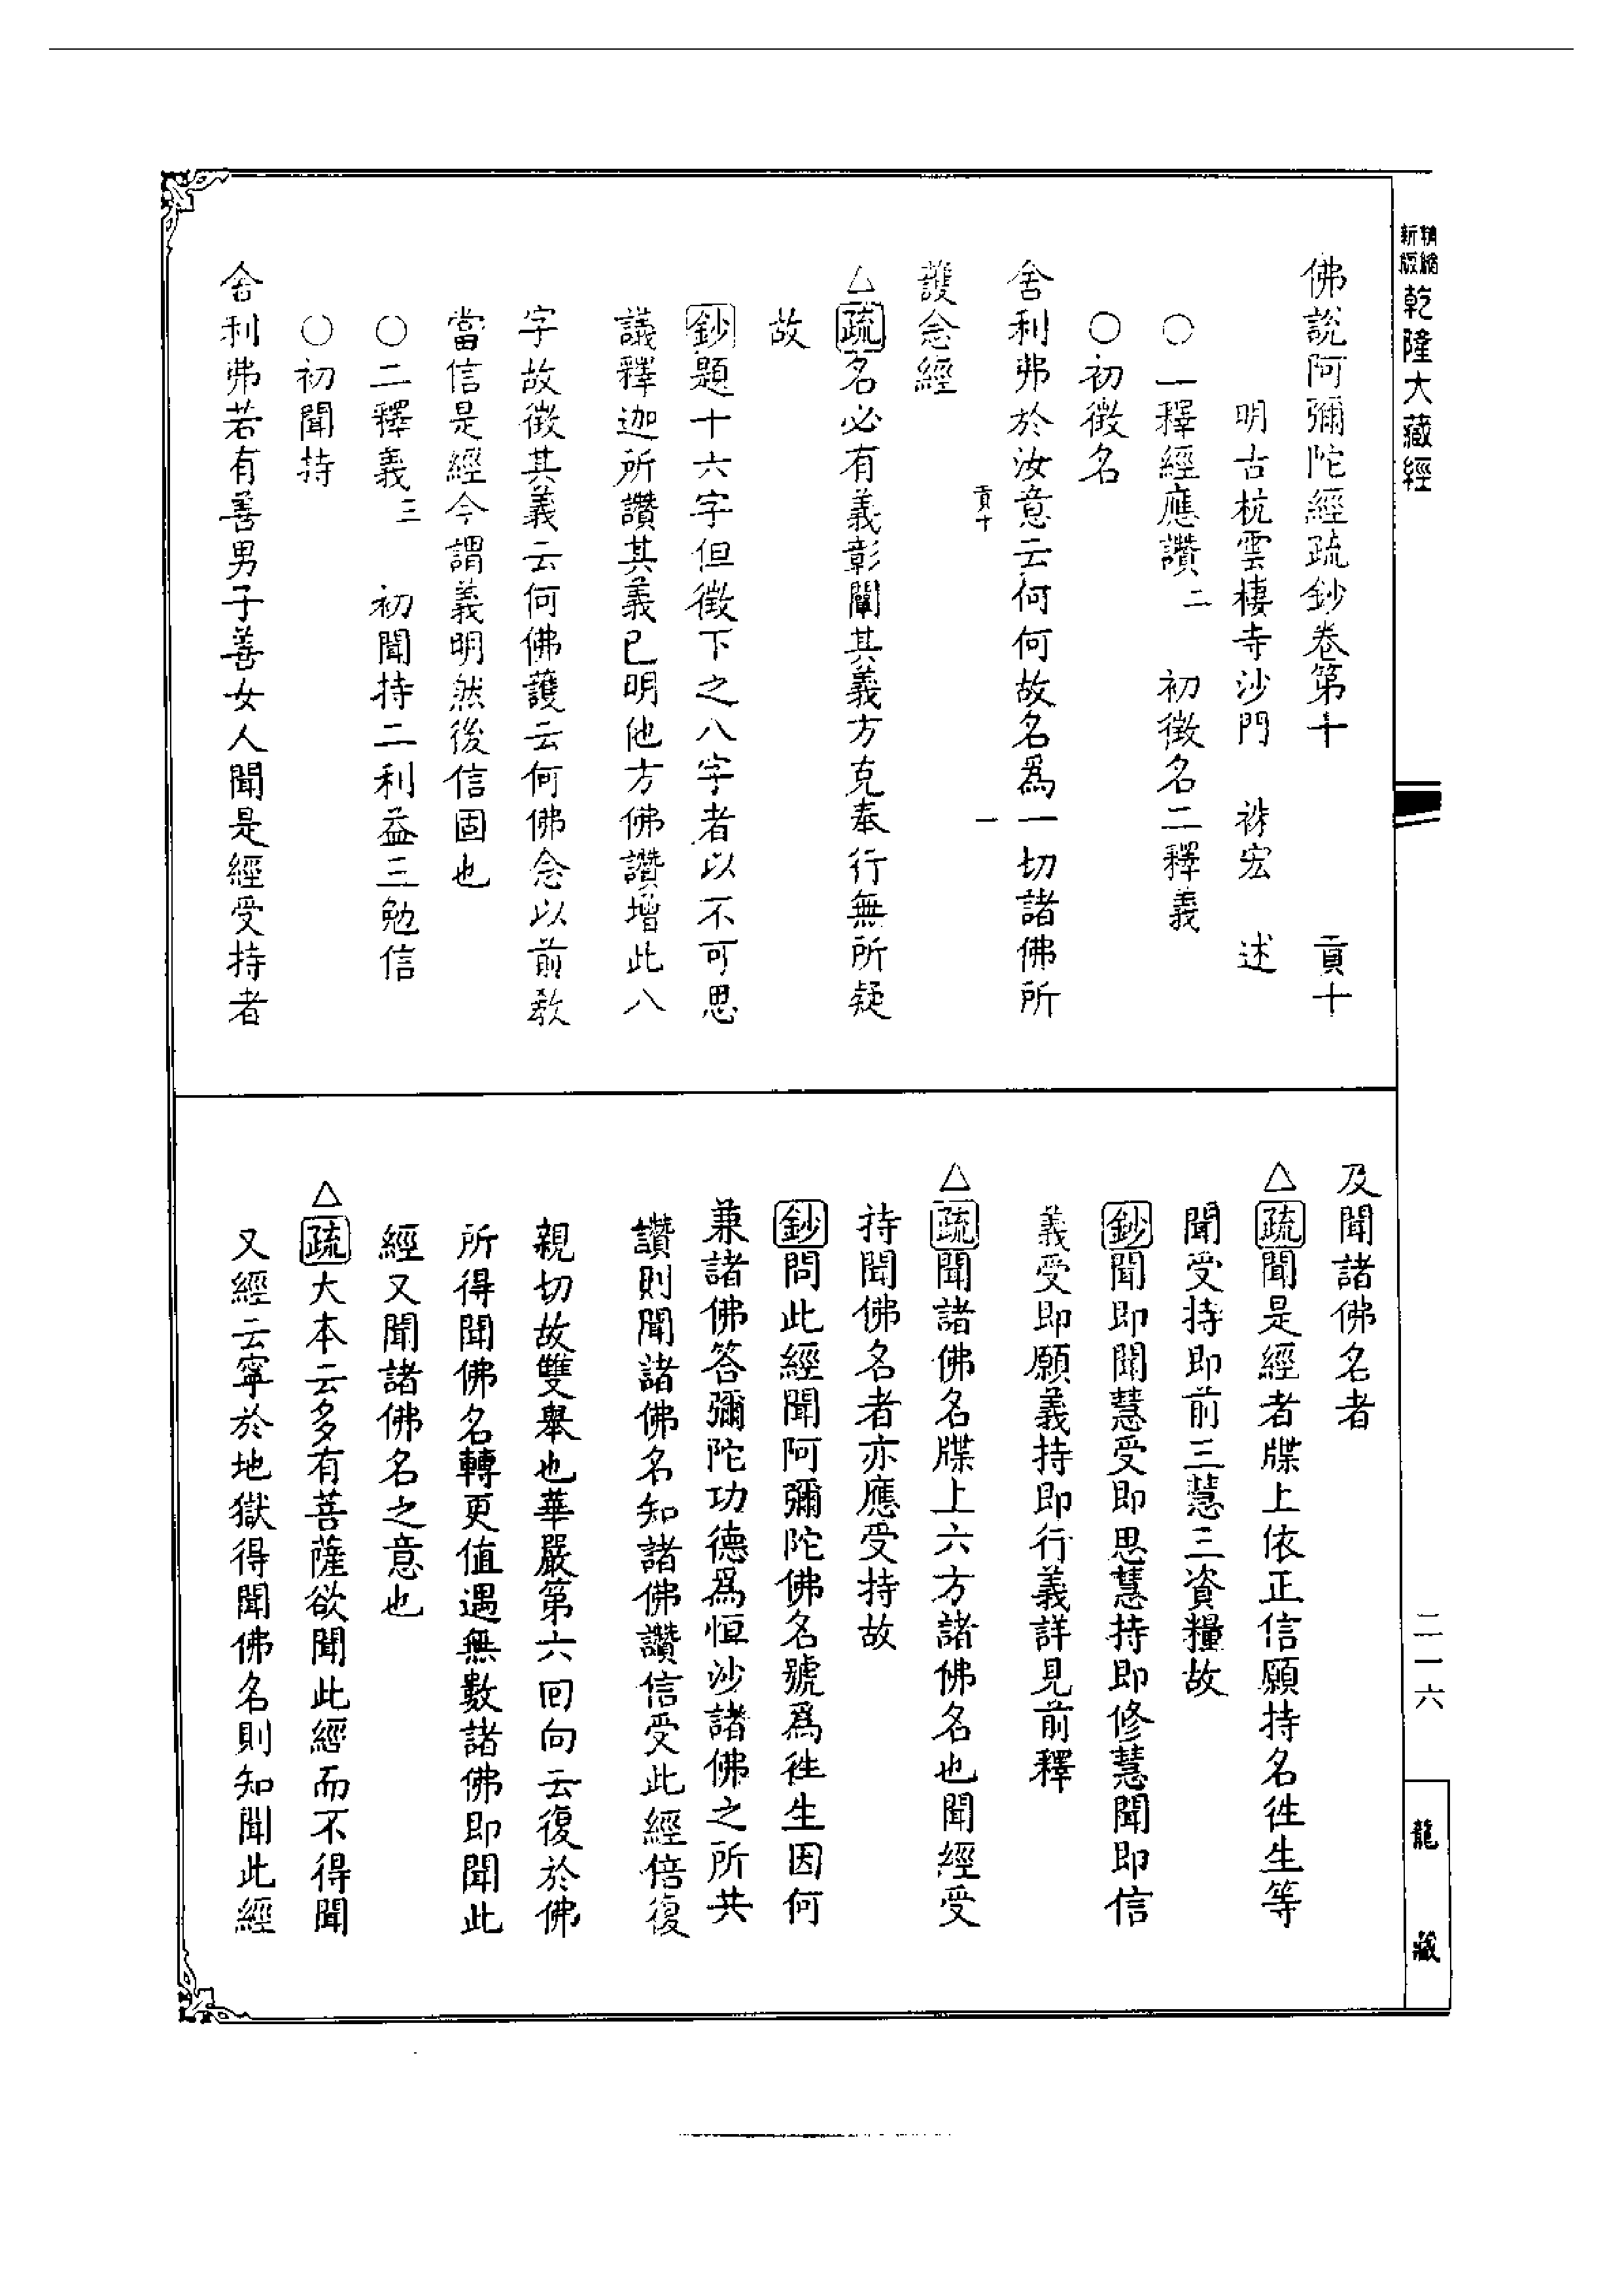 新版精縮
乾隆大藏經
佛說阿彌陀經疏鈔卷第十　貢十
明古杭雲棲寺沙門　袾宏　述
○一釋經應讚二　初徵名二釋義
○初徵名
舍利弗於汝意云何何故名爲一切諸佛所
貢十　一
護念經
△疏名必有義彰闡其義方克奉行無所疑
故
鈔題十六字但徵下之八字者以不可思
議釋迦所讚其義已明他方佛讚增此八
字故徵其義云何佛護云何佛念以前敎
當信是經今謂義明然後信固也
○二釋義三　初聞持二利益三勉信
○初聞持
舍利弗若有善男子善女人聞是經受持者
及聞諸佛名者
△疏聞是經者牒上依正信願持名徃生等
聞受持即前三慧三資糧故
鈔聞即聞慧受即思慧持即修慧聞即信
義受即願義持即行義詳見前釋
△疏聞諸佛名牒上六方諸佛名也聞經受
持聞佛名者亦應受持故
鈔問此經聞阿彌陀佛名號爲徃生因何
兼諸佛答彌陀功德爲恒沙諸佛之所共
讚則聞諸佛名知諸佛讚信受此經倍復
親切故雙舉也華嚴第六回向云復於佛
所得聞佛名轉更值遇無數諸佛即聞此
經又聞諸佛名之意也
△疏大本云多有菩薩欲聞此經而不得聞
又經云寧於地獄得聞佛名則知聞此經
二一六
龍藏